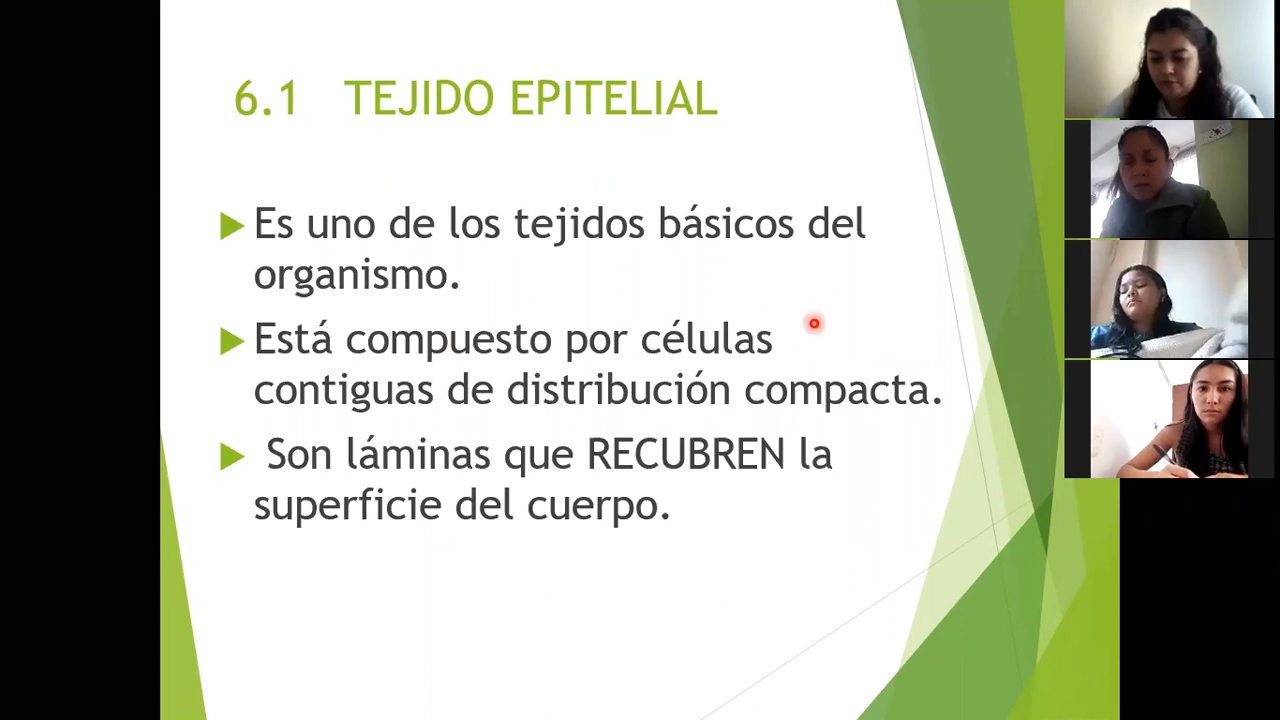 6.1 TEJIDO EPITELIAL
Es uno de los tejidos básicos del
organismo.
Está compuesto por células
contiguas de distribución compacta.
Son láminas que RECUBREN la
superficie del cuerpo.